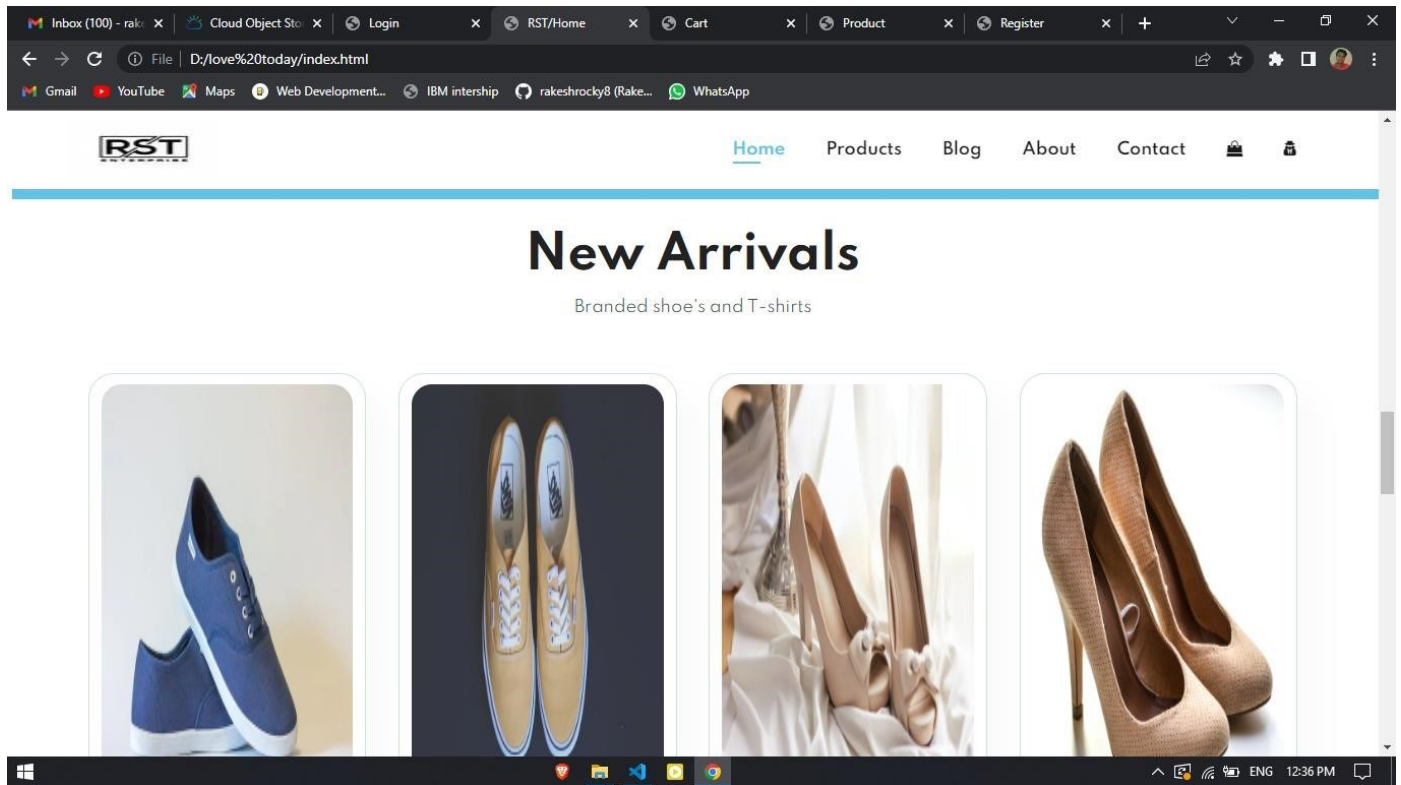 Inbox (100) - rake
Cloud Object Sto
Login
RST/Home
Cart
Product
Register
File D:/love%20today/index.html
Gmail YouTube Maps Web Development... IBM intership rakeshrocky8 (Rake... WhatsApp
RST
ENTERPRISE
Home Products Blog About Contact
New Arrivals
Branded shoe's and T-shirts
ENG 12:36 PM